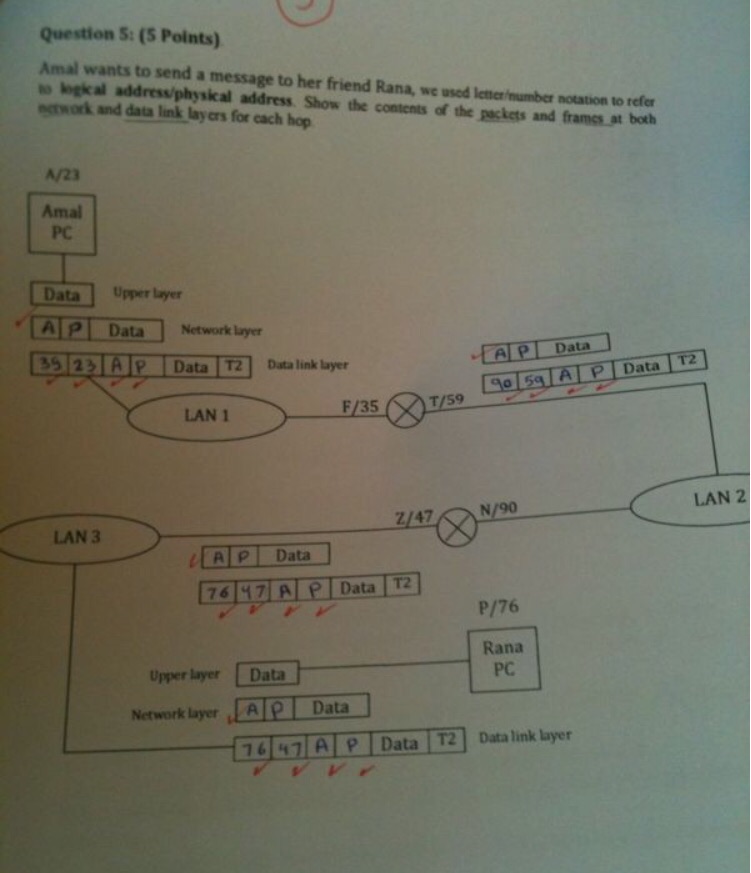 Question 5: (5 Points)
Amal wants to send a message to her friend Rana, we used letter/number notation to refer
to logical address/physical address. Show the contents of the packets and frames at both
network and data link layers for each hop.
A/23
Amal
PC
Data Upper layer
A P Data Network layer
35 23 A P Data T2 Data link layer
A P Data
90 59 A P Data T2
LAN 1
F/35
T/59
LAN 2
LAN 3
Z/47
N/90
A P Data
76 47 A P Data T2
P/76
Rana
PC
Upper layer Data
Network layer A P Data
76 47 A P Data T2 Data link layer